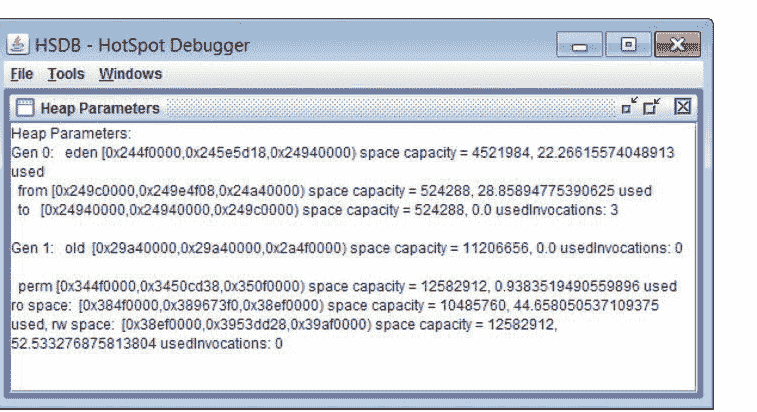 HSDB - HotSpot Debugger
File Tools Windows
Heap Parameters
Heap Parameters:
Gen 0: eden [0x244f0000,0x245e5d18,0x24940000) space capacity = 4521984, 22.26615574048913
used
from [0x249c0000,0x249e4f08,0x24a40000) space capacity = 524288, 28.85894775390625 used
to [0x24940000,0x24940000,0x249c0000) space capacity = 524288, 0.0 usedInvocations: 3
Gen 1: old [0x29a40000,0x29a40000,0x2a4f0000) space capacity = 11206656, 0.0 usedInvocations: 0
perm [0x344f0000,0x3450cd38,0x350f0000) space capacity = 12582912, 0.9383519490559896 used
ro space: [0x384f0000,0x389673f0,0x38ef0000) space capacity = 10485760, 44.658050537109375
used, rw space: [0x38ef0000,0x3953dd28,0x39af0000) space capacity = 12582912,
52.533276875813804 usedInvocations: 0